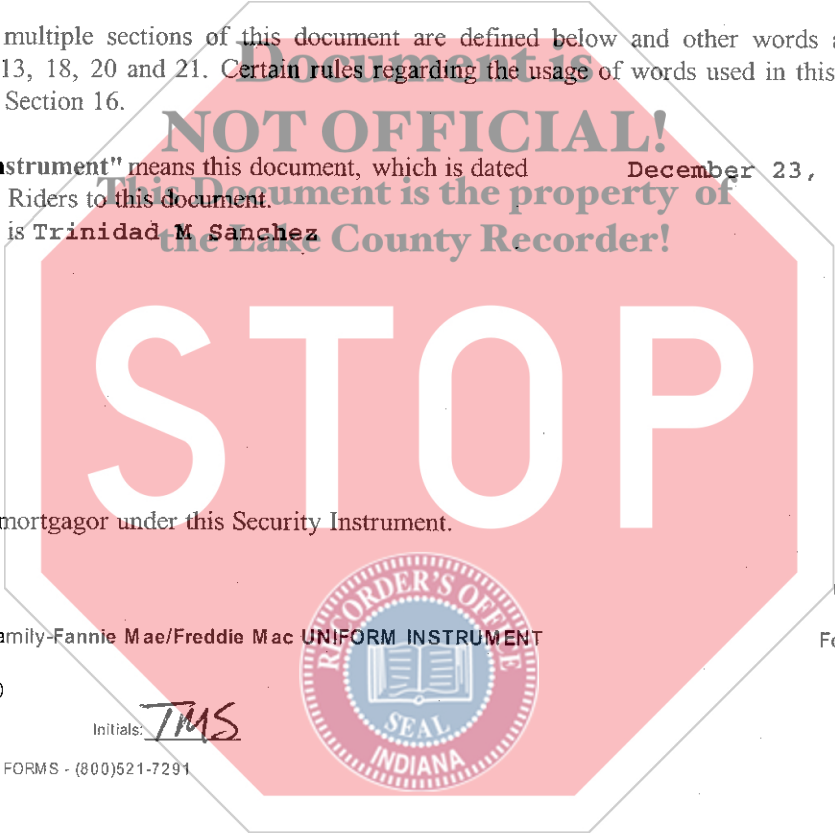 multiple sections of this document are defined below and other words
Document is
13, 18, 20 and 21. Certain rules regarding the usage of words used in this
Section 16.
NOT OFFICIAL!
nstrument" means this document, which is dated December 23,
This Document is the property of
Riders to this document.
is Trinidad M Sanchez
the Lake County Recorder!
STOP
mortgagor under this Security Instrument.
RECORDER'S OFFICE
amily-Fannie Mae/Freddie Mac UNIFORM INSTRUMENT
Fo
SEAL
INDIANA
Initials: TMS
FORMS - (800)521-7291